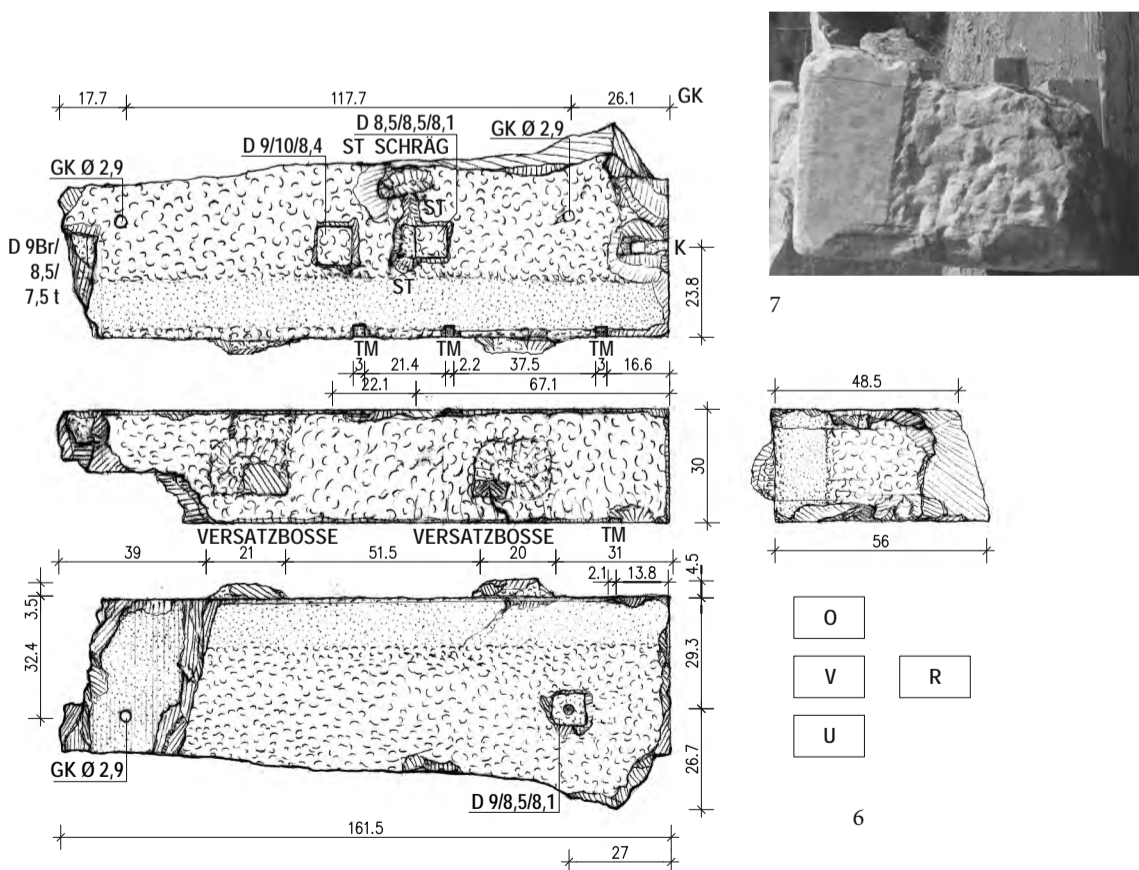 17.7 117.7 26.1 GK
D 8,5/8,5/8,1
ST SCHRÄG GK Ø 2,9
D 9/10/8,4
GK Ø 2,9
ST
D 9Br/
8,5/
7,5 t
K
23.8
ST
TM TM TM
3 21.4 2.2 37.5 3 16.6
22.1 67.1
7
48.5
30
56
VERSATZBOSSE VERSATZBOSSE TM
39 21 51.5 20 31
2.1 13.8
4.5
3.5
32.4
29.3
26.7
GK Ø 2,9
D 9/8,5/8,1
161.5
27
O
V R
U
6